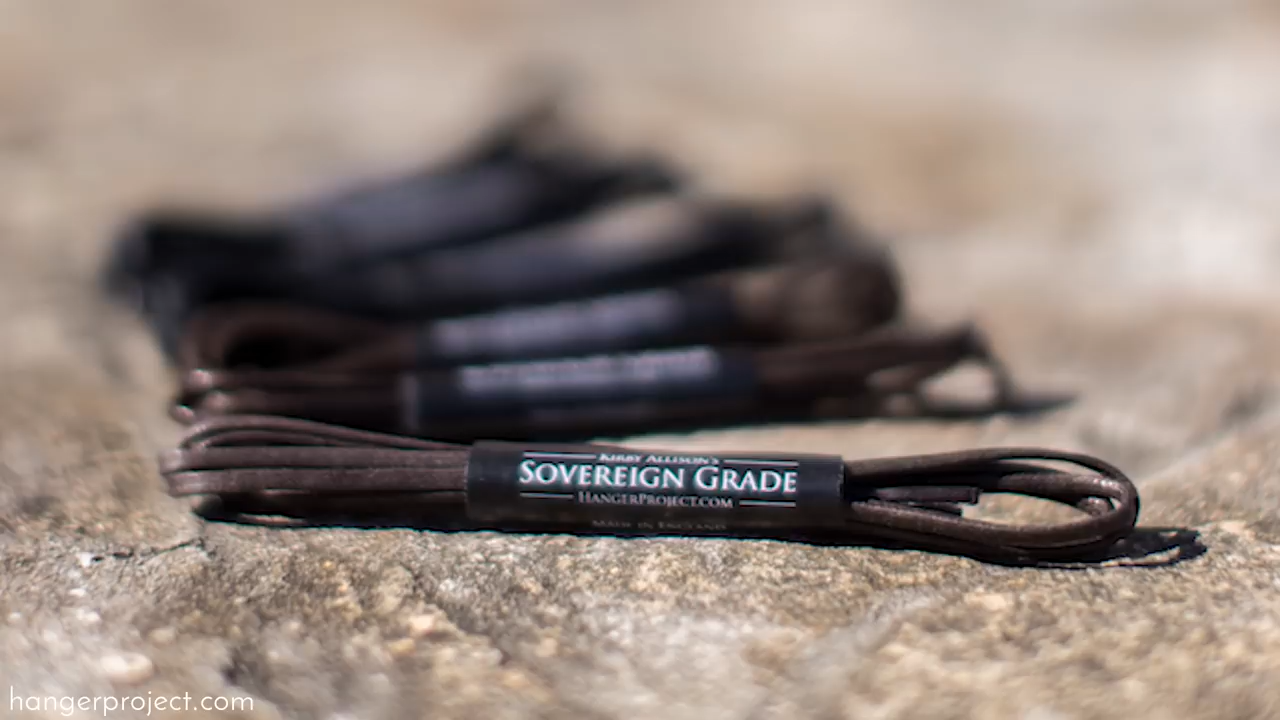 KIRBY ALLISON'S
SOVEREIGN GRADE
HANGERPROJECT.COM
MADE IN ENGLAND
hangerproject.com